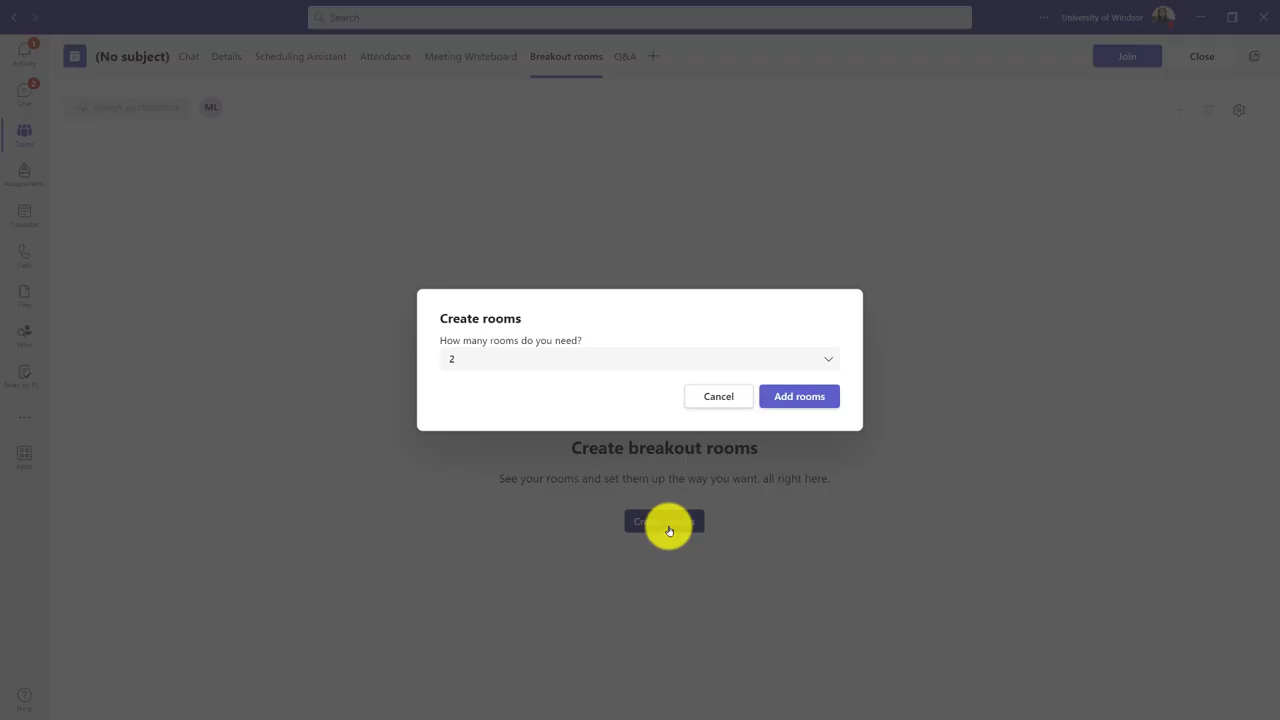 Search
University of Windsor
1
Activity
(No subject)
Chat
Details
Scheduling Assistant
Attendance
Meeting Whiteboard
Breakout rooms
Q&A
Join
Close
2
Chat
ML
Teams
Assignments
Calendar
Calls
Files
Create rooms
How many rooms do you need?
2
Cancel
Add rooms
Create breakout rooms
See your rooms and set them up the way you want, all right here.
Apps
Help